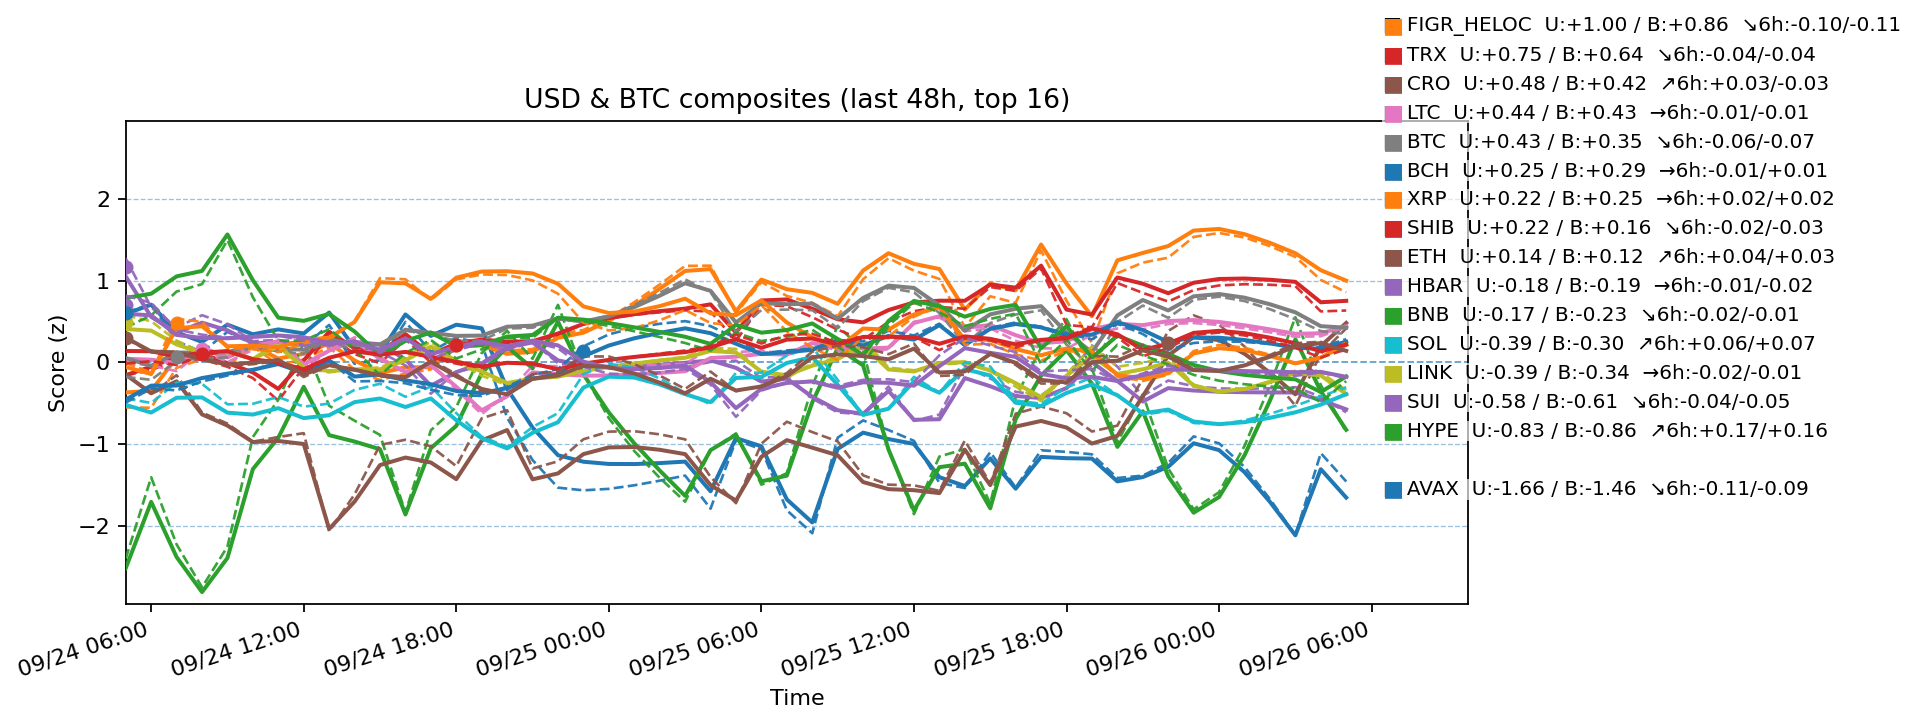 FIGR_HELOC U:+1.00 / B:+0.86 ↘6h:-0.10/-0.11
TRX U:+0.75 / B:+0.64 ↘6h:-0.04/-0.04
CRO U:+0.48 / B:+0.42 ↗6h:+0.03/-0.03
LTC U:+0.44 / B:+0.43 →6h:-0.01/-0.01
BTC U:+0.43 / B:+0.35 ↘6h:-0.06/-0.07
BCH U:+0.25 / B:+0.29 →6h:-0.01/+0.01
XRP U:+0.22 / B:+0.25 →6h:+0.02/+0.02
SHIB U:+0.22 / B:+0.16 ↘6h:-0.02/-0.03
ETH U:+0.14 / B:+0.12 ↗6h:+0.04/+0.03
HBAR U:-0.18 / B:-0.19 →6h:-0.01/-0.02
BNB U:-0.17 / B:-0.23 ↘6h:-0.02/-0.01
SOL U:-0.39 / B:-0.30 ↗6h:+0.06/+0.07
LINK U:-0.39 / B:-0.34 →6h:-0.02/-0.01
SUI U:-0.58 / B:-0.61 ↘6h:-0.04/-0.05
HYPE U:-0.83 / B:-0.86 ↗6h:+0.17/+0.16
AVAX U:-1.66 / B:-1.46 ↘6h:-0.11/-0.09
USD & BTC composites (last 48h, top 16)
Score (z)
2
1
0
−1
−2
09/24 06:00
09/24 12:00
09/24 18:00
09/25 00:00
09/25 06:00
09/25 12:00
09/25 18:00
09/26 00:00
09/26 06:00
Time